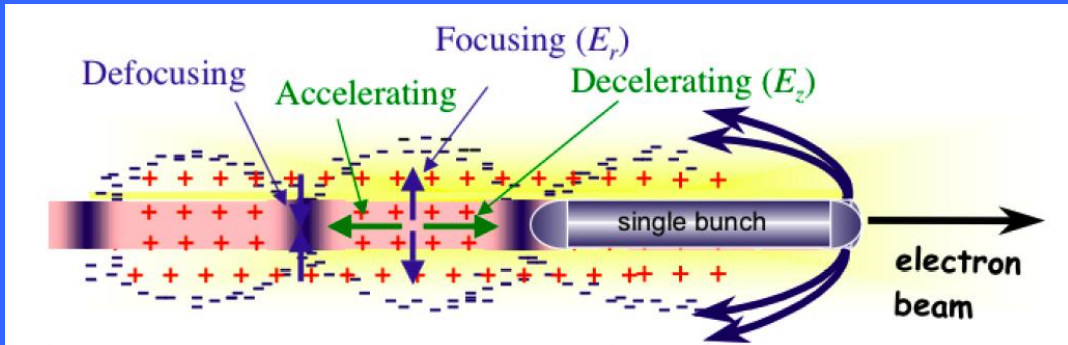 Focusing (E_r)
Defocusing
Accelerating
Decelerating (E_z)
single bunch
electron
beam